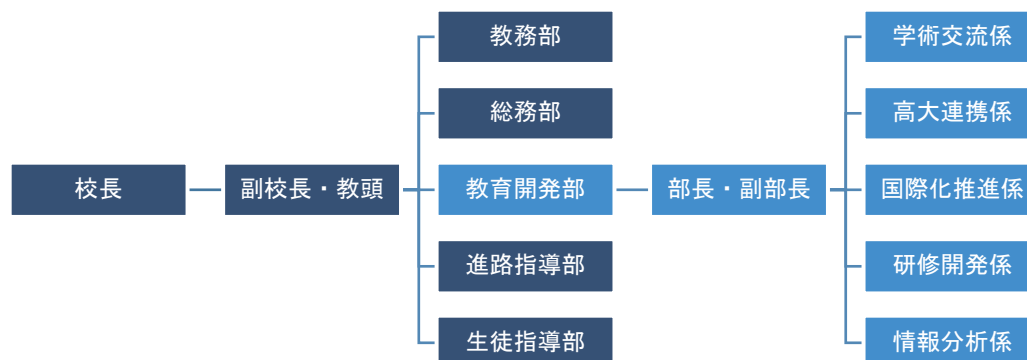 教務部
学術交流係
総務部
高大連携係
校長
副校長・教頭
教育開発部
部長・副部長
国際化推進係
進路指導部
研修開発係
生徒指導部
情報分析係